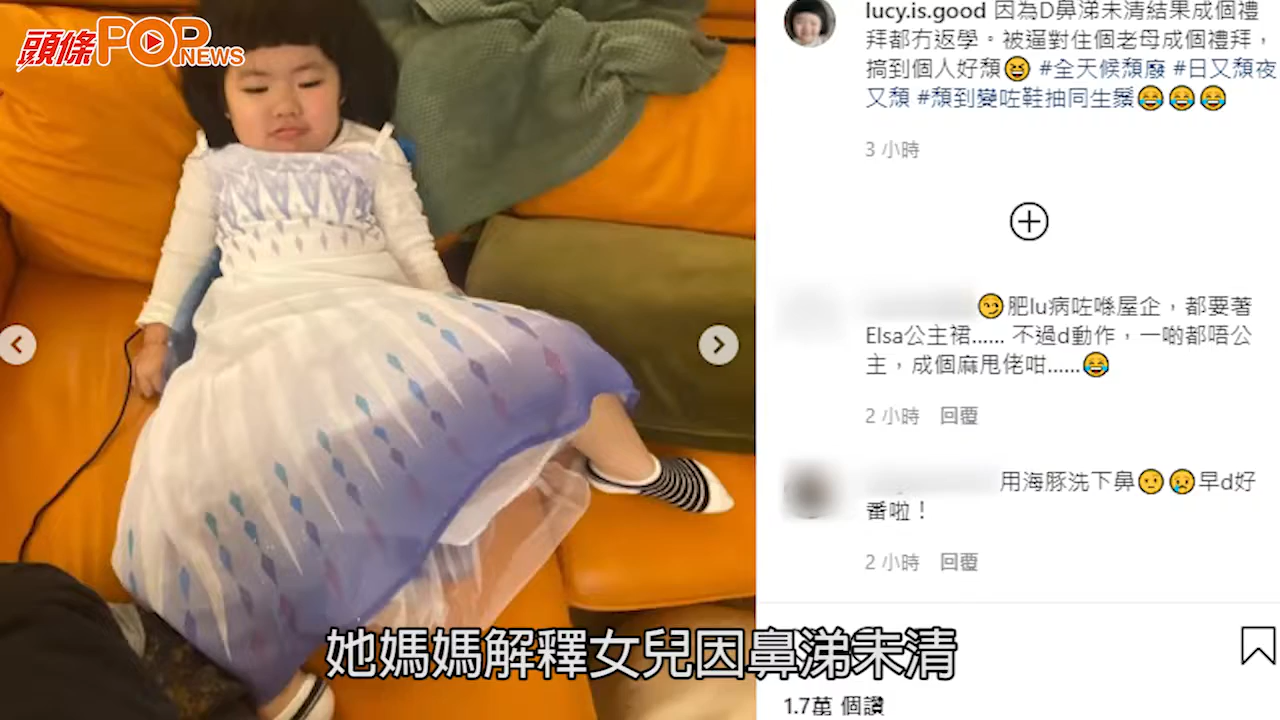 頭條POP NEWS
lucy.is.good 因為D鼻涕未清結果成個禮
拜都冇返學。被逼對住個老母成個禮拜，
搞到個人好頹😆 #全天候頹廢 #日又頹夜
又頹 #頹到變咗鞋抽同生鬚😂😂😂
3 小時
😏肥lu病咗喺屋企，都要著
Elsa公主裙...... 不過d動作，一啲都唔公
主，成個麻甩佬咁......😂
2 小時 回覆
用海豚洗下鼻🤨😢早d好
番啦！
2 小時 回覆
她媽媽解釋女兒因鼻涕未清
1.7萬 個讚